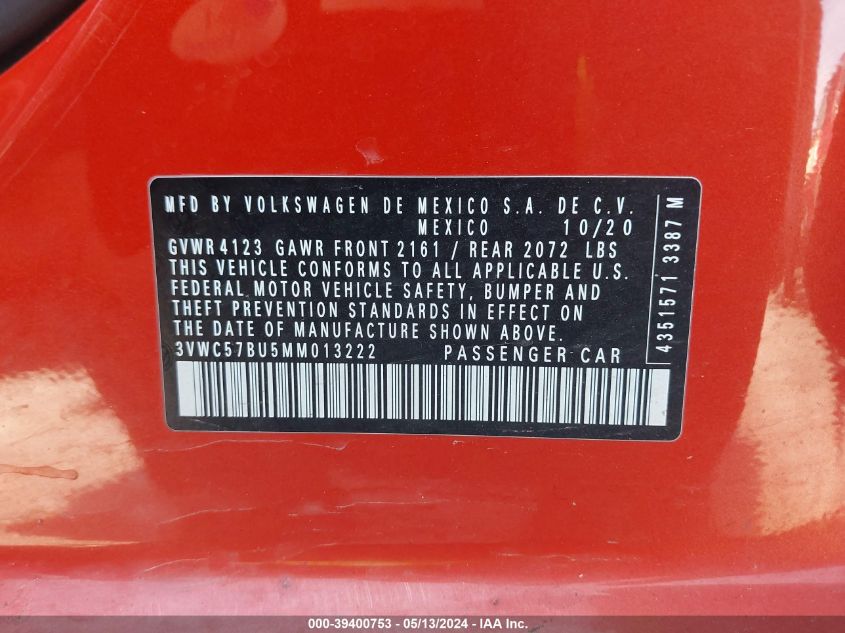 MFD BY VOLKSWAGEN DE MEXICO S.A. DE C.V.
MEXICO 10/20
GVWR 4123 GAWR FRONT 2161 / REAR 2072 LBS
THIS VEHICLE CONFORMS TO ALL APPLICABLE U.S.
FEDERAL MOTOR VEHICLE SAFETY, BUMPER AND
THEFT PREVENTION STANDARDS IN EFFECT ON
THE DATE OF MANUFACTURE SHOWN ABOVE.
3VWC57BU5MM013222 PASSENGER CAR
4351571 3387 M
000-39400753 - 05/13/2024 - IAA Inc.